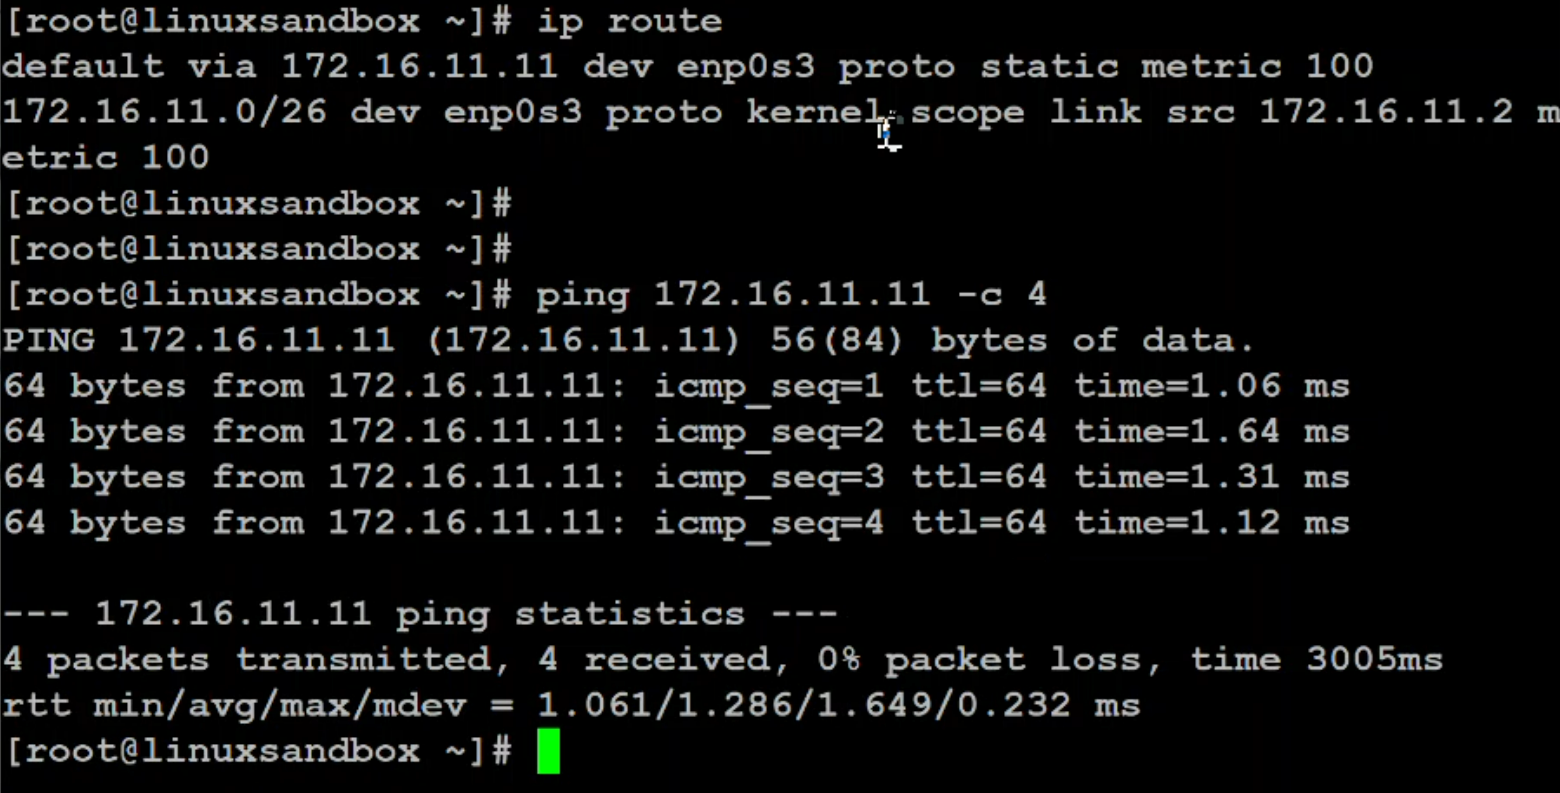 [root@linuxsandbox ~]# ip route
default via 172.16.11.11 dev enp0s3 proto static metric 100
172.16.11.0/26 dev enp0s3 proto kernel scope link src 172.16.11.2 m
etric 100
[root@linuxsandbox ~]#
[root@linuxsandbox ~]#
[root@linuxsandbox ~]# ping 172.16.11.11 -c 4
PING 172.16.11.11 (172.16.11.11) 56(84) bytes of data.
64 bytes from 172.16.11.11: icmp_seq=1 ttl=64 time=1.06 ms
64 bytes from 172.16.11.11: icmp_seq=2 ttl=64 time=1.64 ms
64 bytes from 172.16.11.11: icmp_seq=3 ttl=64 time=1.31 ms
64 bytes from 172.16.11.11: icmp_seq=4 ttl=64 time=1.12 ms
--- 172.16.11.11 ping statistics ---
4 packets transmitted, 4 received, 0% packet loss, time 3005ms
rtt min/avg/max/mdev = 1.061/1.286/1.649/0.232 ms
[root@linuxsandbox ~]#